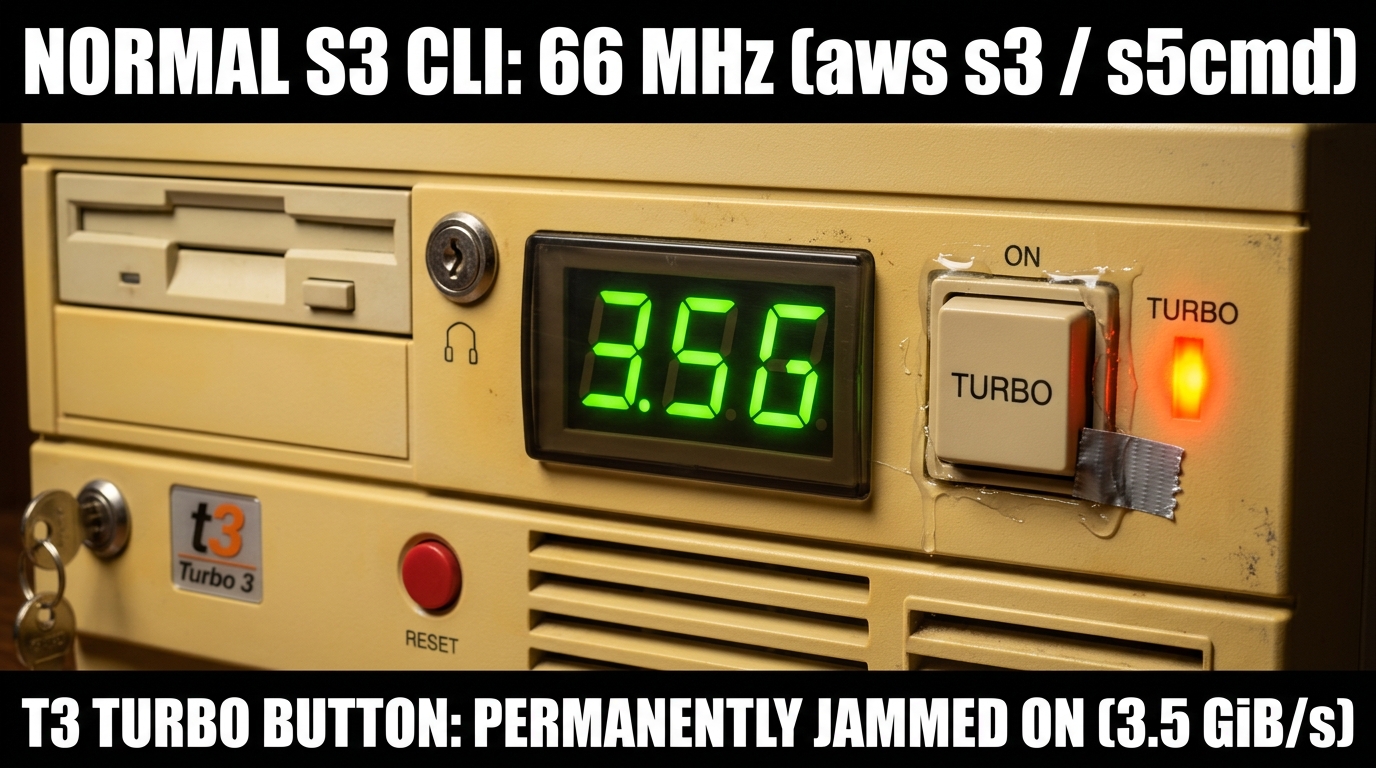 NORMAL S3 CLI: 66 MHz (aws s3 / s5cmd)
ON
3.5G
TURBO
TURBO
t3
Turbo 3
RESET
T3 TURBO BUTTON: PERMANENTLY JAMMED ON (3.5 GiB/s)